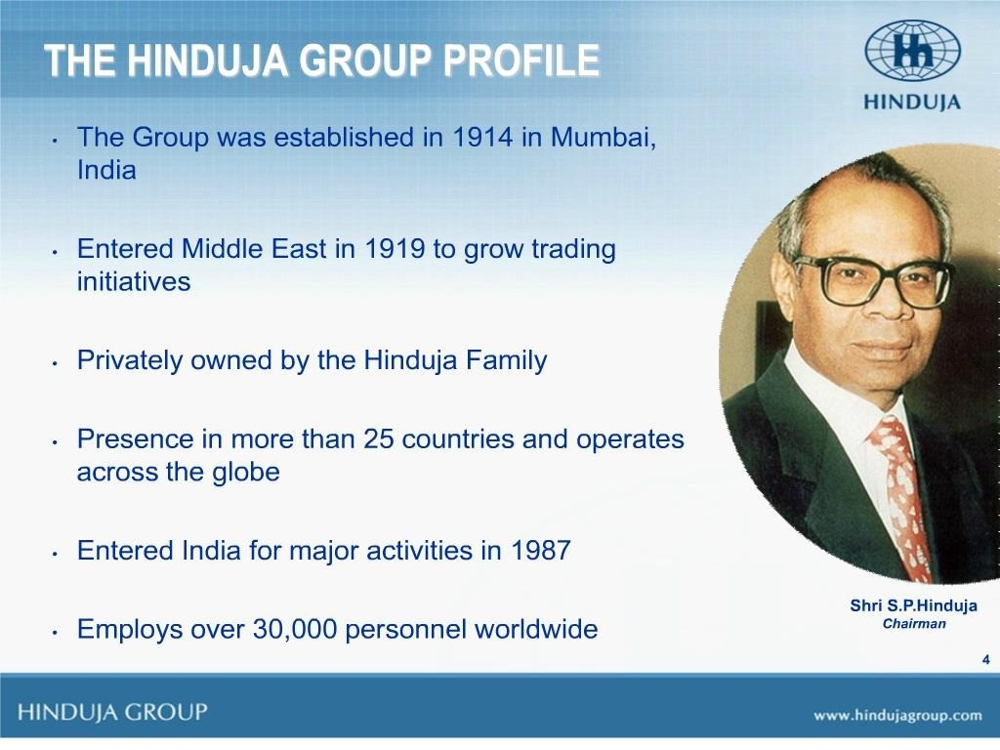 THE HINDUJA GROUP PROFILE
Hh
HINDUJA
• The Group was established in 1914 in Mumbai,
India
• Entered Middle East in 1919 to grow trading
initiatives
• Privately owned by the Hinduja Family
• Presence in more than 25 countries and operates
across the globe
• Entered India for major activities in 1987
• Employs over 30,000 personnel worldwide
Shri S.P.Hinduja
Chairman
4
HINDUJA GROUP
www.hindujagroup.com